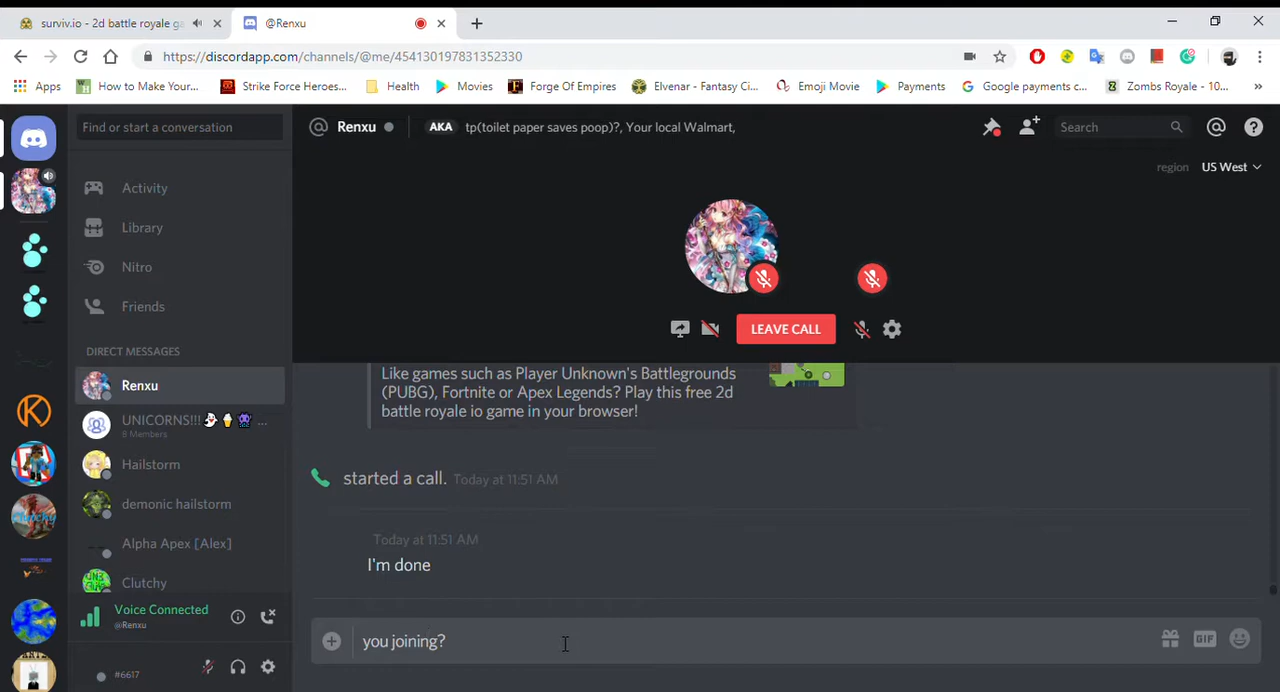 surviv.io - 2d battle royale ga
@Renxu
https://discordapp.com/channels/@me/454130197831352330
Apps
How to Make Your...
Strike Force Heroes...
Health
Movies
Forge Of Empires
Elvenar - Fantasy Ci...
Emoji Movie
Payments
Google payments c...
Zombs Royale - 10...
»
Find or start a conversation
@ Renxu
AKA
tp(toilet paper saves poop)?, Your local Walmart,
Search
region
US West
Activity
Library
Nitro
Friends
DIRECT MESSAGES
Renxu
UNICORNS!!! 👻🍦👾 ...
8 Members
Hailstorm
demonic hailstorm
Alpha Apex [Alex]
Clutchy
Voice Connected
@Renxu
#6617
LEAVE CALL
Like games such as Player Unknown's Battlegrounds
(PUBG), Fortnite or Apex Legends? Play this free 2d
battle royale io game in your browser!
started a call. Today at 11:51 AM
Today at 11:51 AM
I'm done
you joining?
GIF